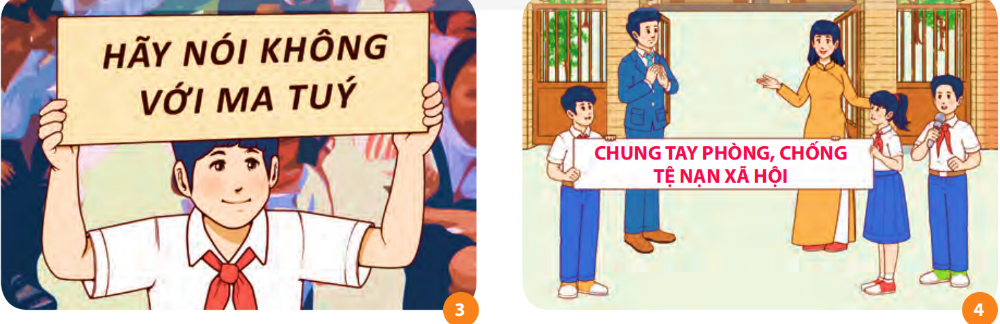 HÃY NÓI KHÔNG
VỚI MA TUÝ
3
CHUNG TAY PHÒNG, CHỐNG
TỆ NẠN XÃ HỘI
4